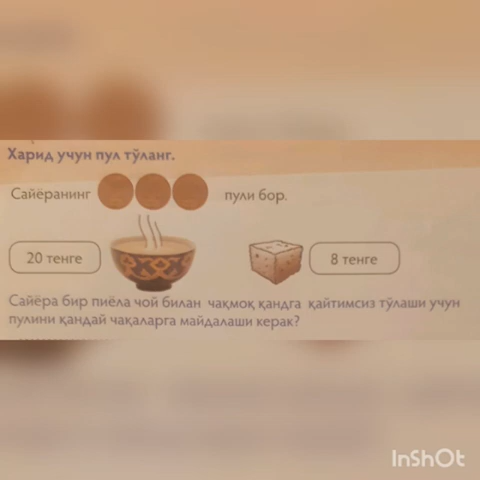 Харид учун пул тўланг.
Сайёранинг пули бор.
20 тенге
8 тенге
Сайёра бир пиёла чой билан чақмоқ қандга қайтимсиз тўлаши учун
пулини қандай чақаларга майдалаши керак?
InShOt